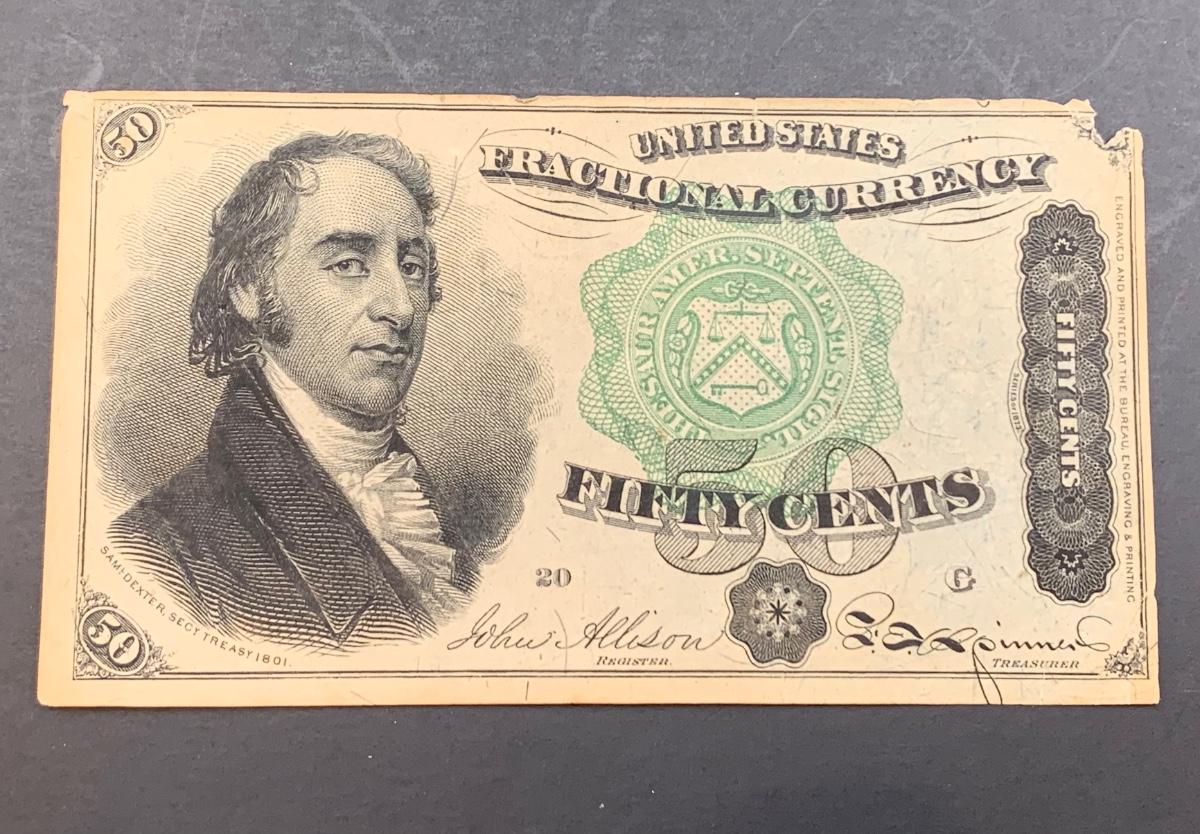 50
UNITED STATES
FRACTIONAL CURRENCY
THESAUR. AMER. SEPTENT. SIGIL.
50
FIFTY CENTS
20
G
John Allison
REGISTER.
F. E. Spinner
TREASURER
50
SAML. DEXTER, SECY TREASY 1801.
FIFTY CENTS
ENGRAVED AND PRINTED AT THE BUREAU, ENGRAVING & PRINTING